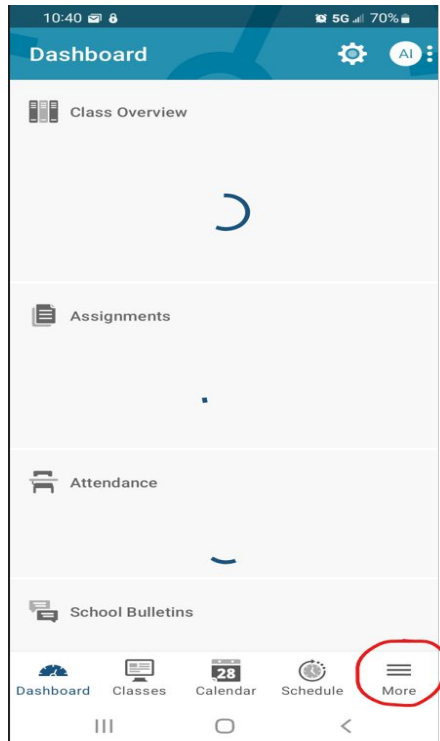 10:40 5G 70%
Dashboard AI
Class Overview
Assignments
Attendance
School Bulletins
28
Dashboard Classes Calendar Schedule More